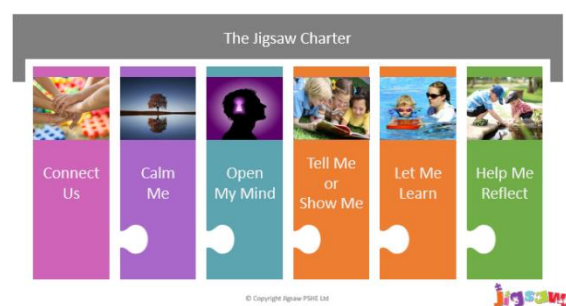 The Jigsaw Charter
Connect
Us
Calm
Me
Open
My Mind
Tell Me
or
Show Me
Let Me
Learn
Help Me
Reflect
© Copyright Jigsaw PSHE Ltd
jigsaw